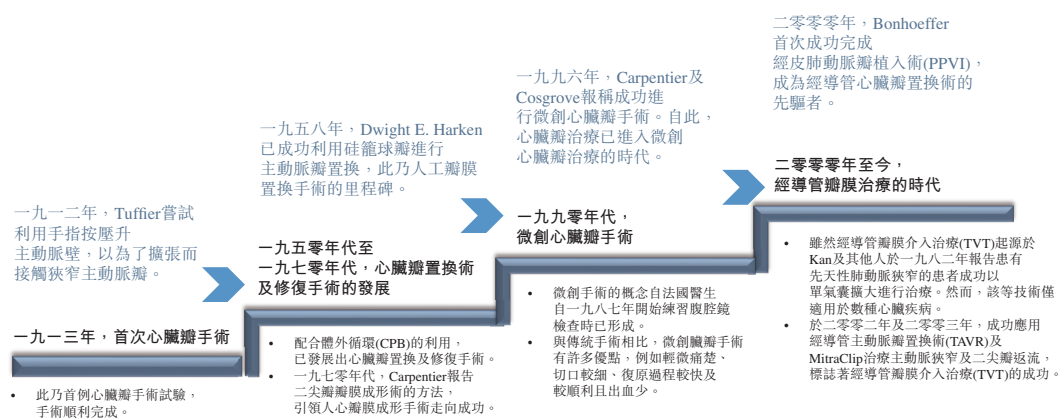 一九一二年，Tuffier嘗試
利用手指按壓升
主動脈壁，以為了擴張而
接觸狹窄主動脈瓣。
一九一三年，首次心臟瓣手術
• 此乃首例心臟瓣手術試驗，
手術順利完成。
一九五八年，Dwight E. Harken
已成功利用硅籠球瓣進行
主動脈瓣置換，此乃人工瓣膜
置換手術的里程碑。
一九五零年代至
一九七零年代，心臟瓣置換術
及修復手術的發展
• 配合體外循環(CPB)的利用，
已發展出心臟瓣置換及修復手術。
• 一九七零年代，Carpentier報告
二尖瓣瓣膜成形術的方法，
引領人心瓣膜成形手術走向成功。
一九九六年，Carpentier及
Cosgrove報稱成功進
行微創心臟瓣手術。自此，
心臟瓣治療已進入微創
心臟瓣治療的時代。
一九九零年代，
微創心臟瓣手術
• 微創手術的概念自法國醫生
自一九八七年開始練習腹腔鏡
檢查時已形成。
• 與傳統手術相比，微創臟瓣手術
有許多優點，例如輕微痛楚、
切口較細、復原過程較快及
較順利且出血少。
二零零零年，Bonhoeffer
首次成功完成
經皮肺動脈瓣植入術(PPVI)，
成為經導管心臟瓣置換術的
先驅者。
二零零零年至今，
經導管瓣膜治療的時代
• 雖然經導管瓣膜介入治療(TVT)起源於
Kan及其他人於一九八二年報告患有
先天性肺動脈狹窄的患者成功以
單氣囊擴大進行治療。然而，該等技術僅
適用於數種心臟疾病。
• 於二零零二年及二零零三年，成功應用
經導管主動脈瓣置換術(TAVR)及
MitraClip治療主動脈狹窄及二尖瓣返流，
標誌著經導管瓣膜介入治療(TVT)的成功。